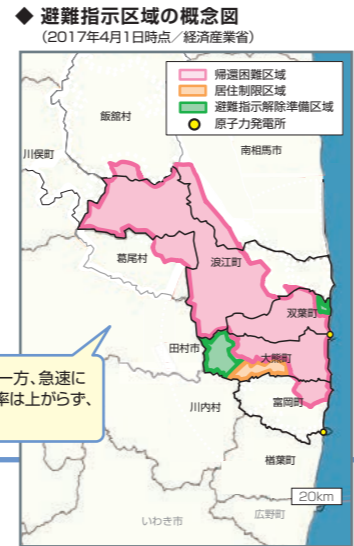 ◆ 避難指示区域の概念図
（2017年4月1日時点／経済産業省）
帰還困難区域
居住制限区域
避難指示解除準備区域
原子力発電所
飯舘村
川俣町
南相馬市
葛尾村
浪江町
双葉町
田村市
大熊町
一方、急速に
率は上がらず、
川内村
富岡町
楢葉町
20km
いわき市
広野町